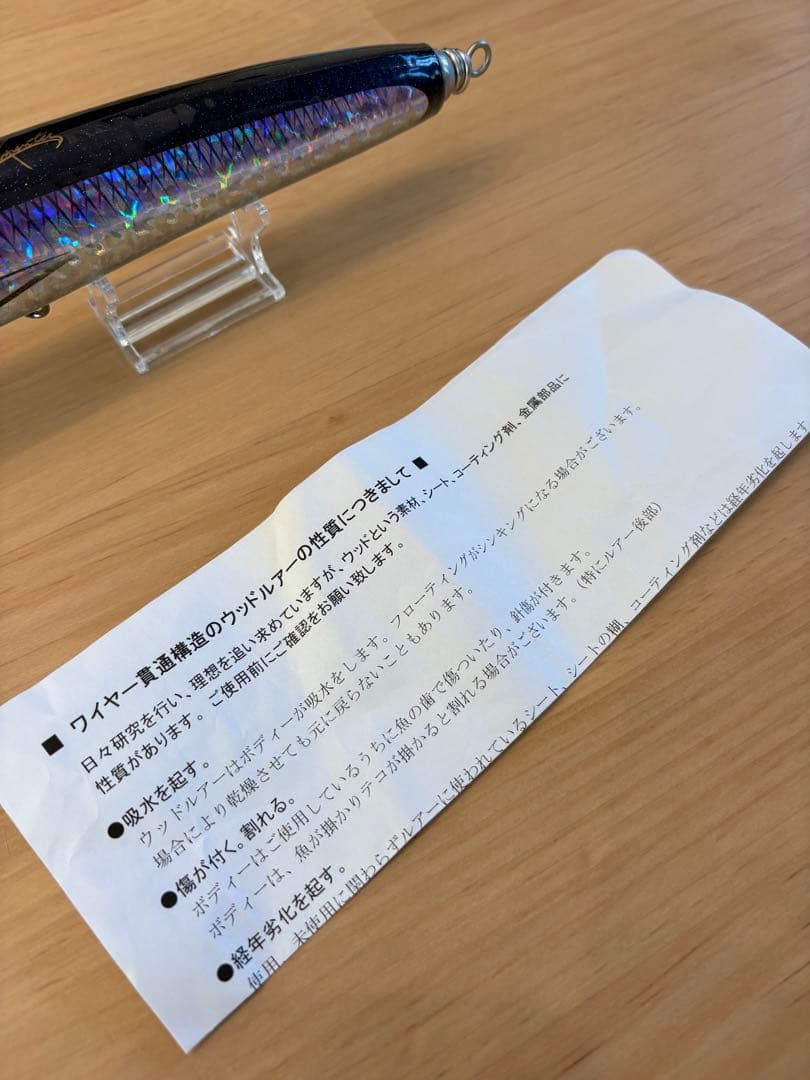 ■ ワイヤー貫通構造のウッドルアーの性質につきまして ■
日々研究を行い、理想を追い求めていますが、ウッドという素材、シート、コーティング剤、金属部品に
性質があります。ご使用前にご確認をお願い致します。
●吸水を起す。
ウッドルアーはボディーが吸水をします。フローティングがシンキングになる場合がございます。
場合により乾燥させても元に戻らないこともあります。
●傷が付く。割れる。
ボディーはご使用しているうちに魚の歯で傷ついたり、針傷が付きます。
ボディーは、魚が掛かりテコが掛かると割れる場合がございます。(特にルアー後部)
●経年劣化を起す。
使用、未使用に関わらずルアーに使われているシート、シートの糊、コーティング剤などは経年劣化を起します